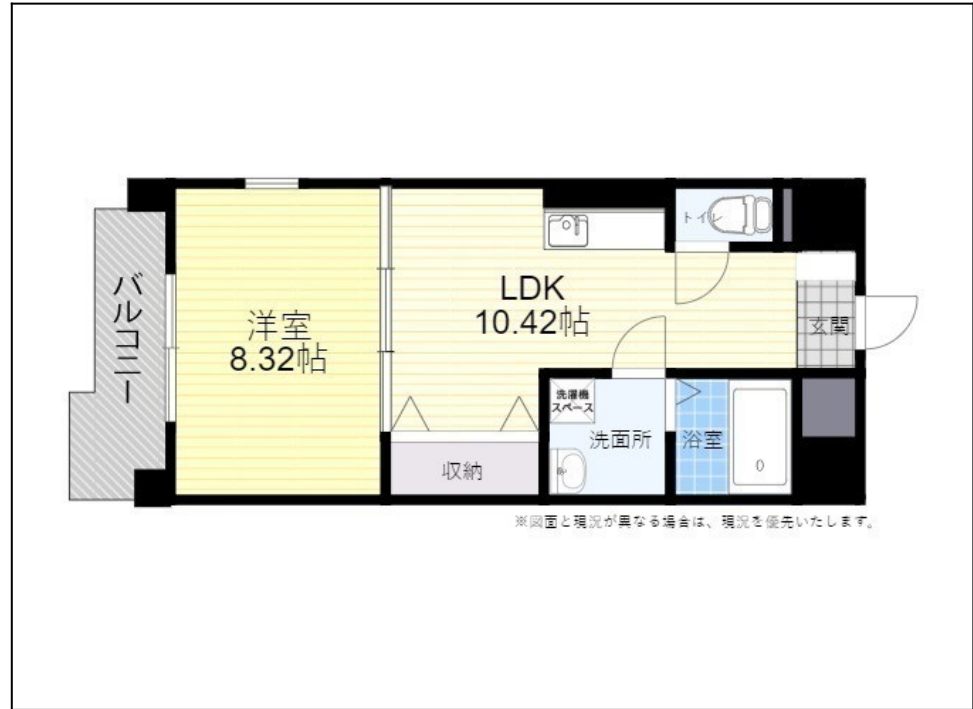 バルコニー
洋室
8.32帖
LDK
10.42帖
トイレ
玄関
洗濯機
スペース
洗面所
浴室
収納
※図面と現況が異なる場合は、現況を優先いたします。